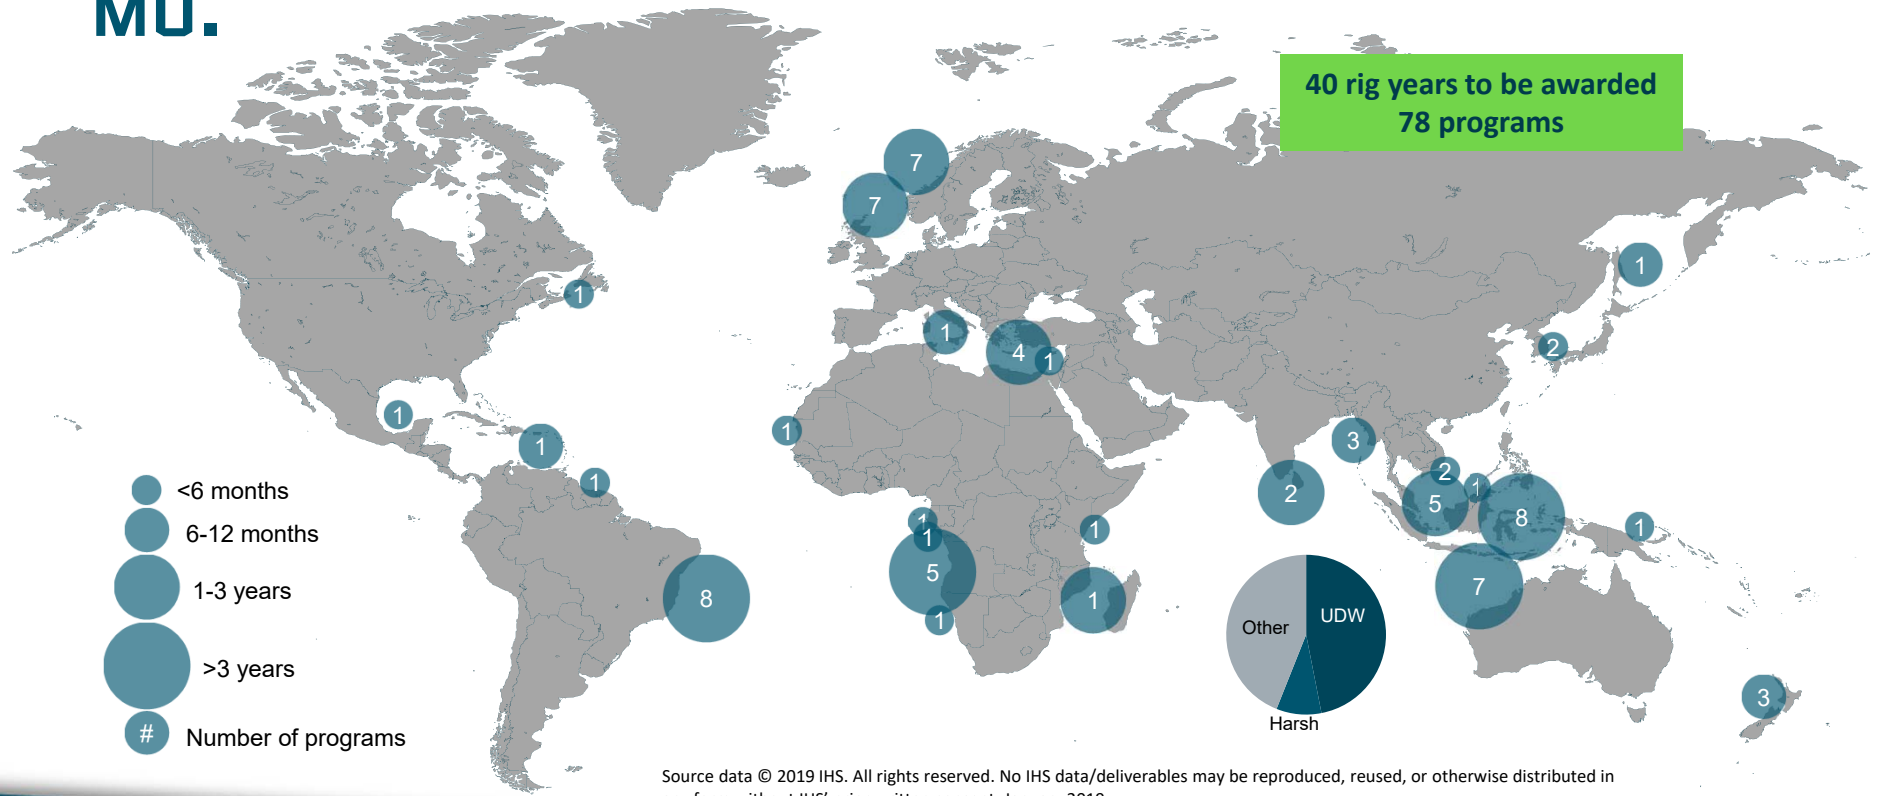 MU.
40 rig years to be awarded
78 programs
7
7
1
1
1
4
1
2
1
1
1
3
1
2
2
1
5
8
1
<6 months
6-12 months
1-3 years
>3 years
# Number of programs
1
1
5
1
1
1
8
7
3
Other
UDW
Harsh
Source data © 2019 IHS. All rights reserved. No IHS data/deliverables may be reproduced, reused, or otherwise distributed in